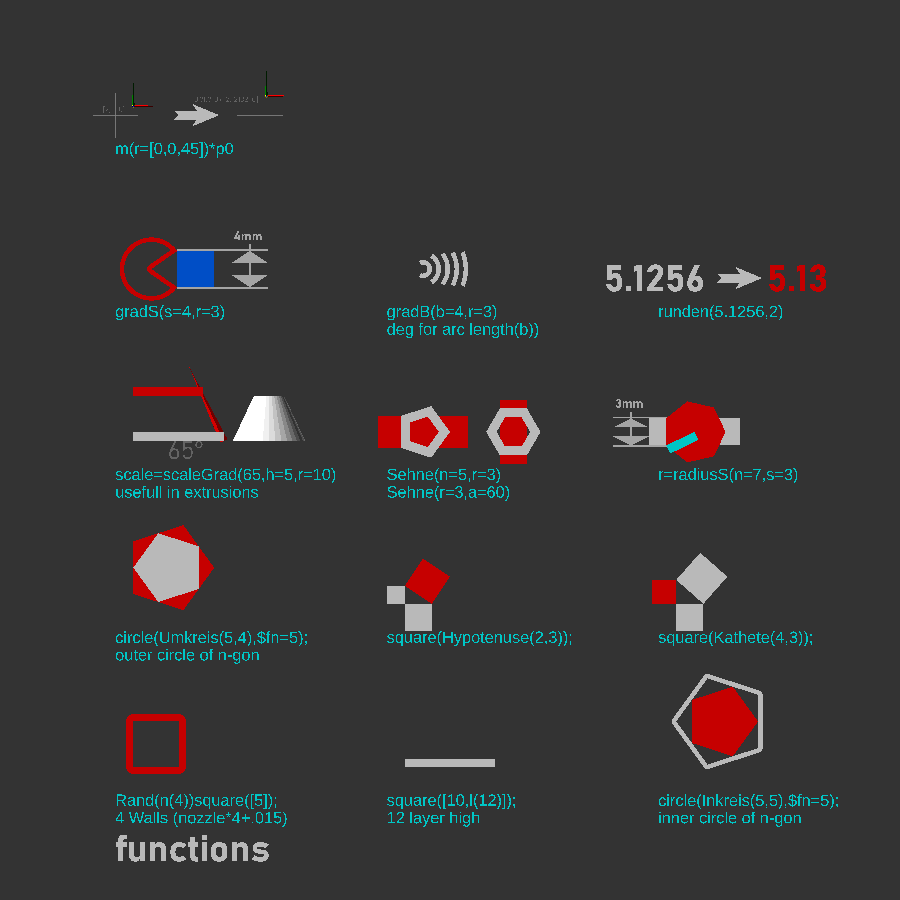 m(r=[0,0,45])*p0
4mm
gradS(s=4,r=3)
gradB(b=4,r=3)
deg for arc length(b))
5.1256
5.13
runden(5.1256,2)
65°
scale=scaleGrad(65,h=5,r=10)
usefull in extrusions
Sehne(n=5,r=3)
Sehne(r=3,a=60)
3mm
r=radiusS(n=7,s=3)
circle(Umkreis(5,4),$fn=5);
outer circle of n-gon
square(Hypotenuse(2,3));
square(Kathete(4,3));
Rand(n(4))square([5]);
4 Walls (nozzle*4+.015)
square([10,l(12)]);
12 layer high
circle(Inkreis(5,5),$fn=5);
inner circle of n-gon
functions